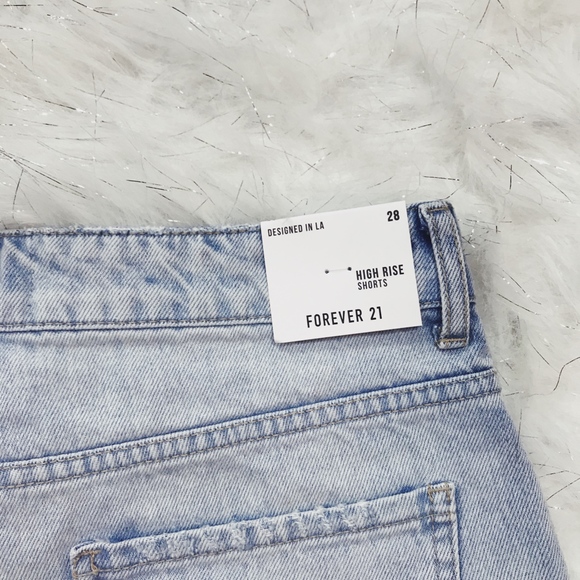 DESIGNED IN LA
28
HIGH RISE
SHORTS
FOREVER 21